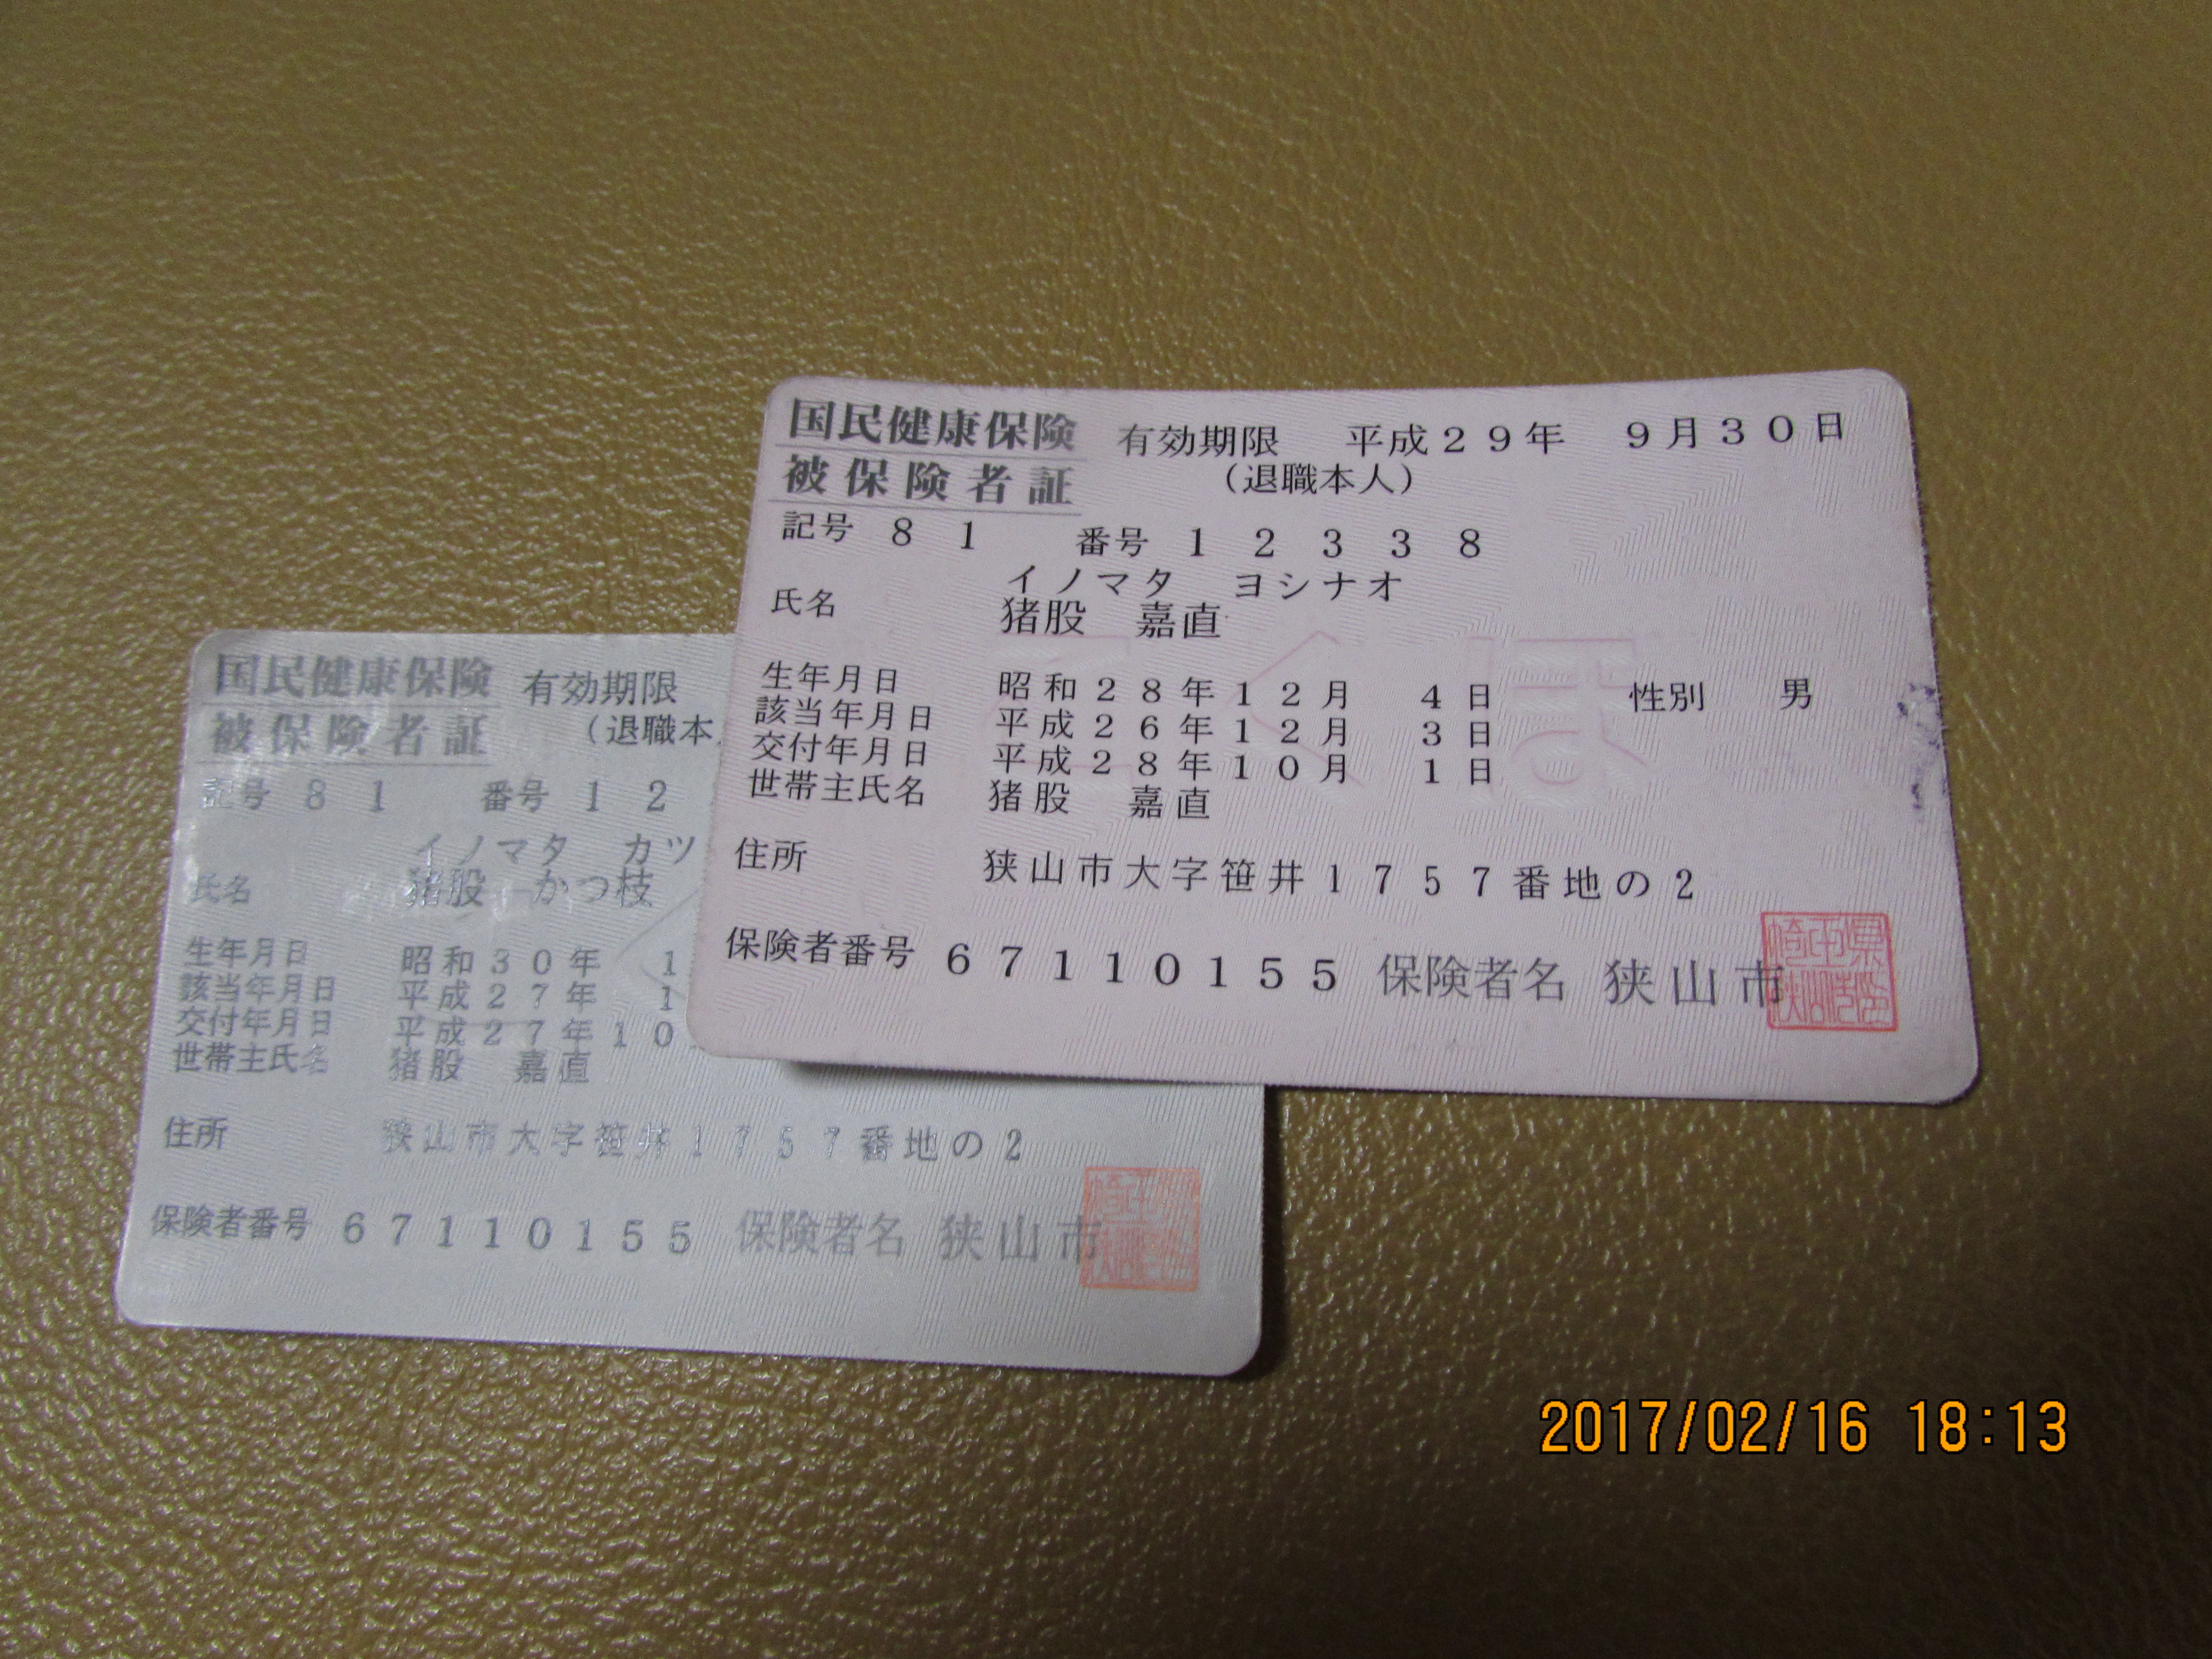 国民健康保険 有効期限 平成29年 9月30日
被保険者証 (退職本人)
記号 81 番号 12338
イノマタ ヨシナオ
氏名 猪股 嘉直
生年月日 昭和28年12月 4日 性別 男
該当年月日 平成26年12月 3日
交付年月日 平成28年10月 1日
世帯主氏名 猪股 嘉直
住所 狭山市大字笹井1757番地の2
保険者番号 67110155 保険者名 狭山市
国民健康保険 有効期限
被保険者証 (退職本
記号 81 番号 12
イノマタ カツ
氏名 猪股 かつ枝
生年月日 昭和30年 1
該当年月日 平成27年 1
交付年月日 平成27年10
世帯主氏名 猪股 嘉直
住所 狭山市大字笹井1757番地の2
保険者番号 67110155 保険者名 狭山市
2017/02/16 18:13